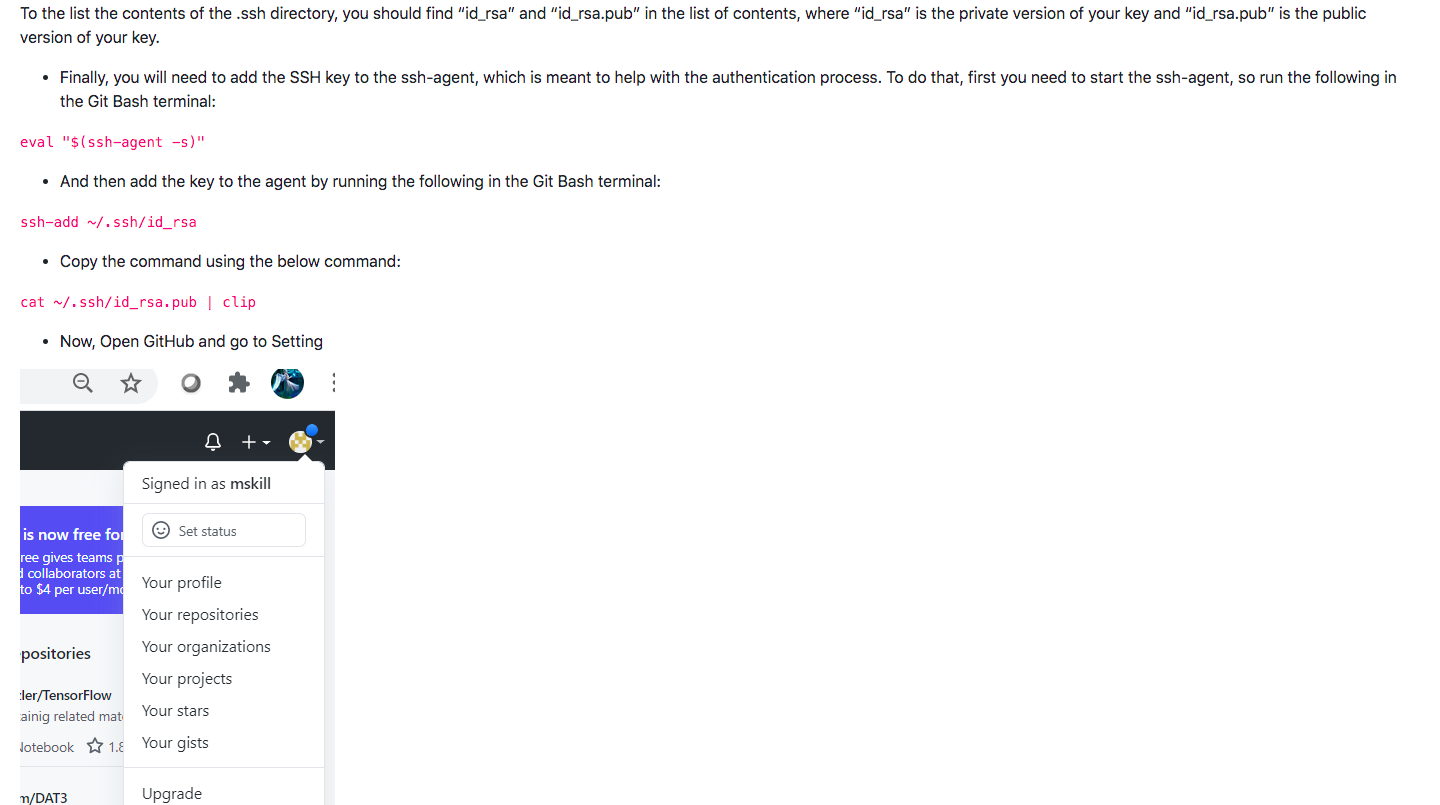 To the list the contents of the .ssh directory, you should find “id_rsa” and “id_rsa.pub” in the list of contents, where “id_rsa” is the private version of your key and “id_rsa.pub” is the public
version of your key.
• Finally, you will need to add the SSH key to the ssh-agent, which is meant to help with the authentication process. To do that, first you need to start the ssh-agent, so run the following in
the Git Bash terminal:
eval "$(ssh-agent -s)"
• And then add the key to the agent by running the following in the Git Bash terminal:
ssh-add ~/.ssh/id_rsa
• Copy the command using the below command:
cat ~/.ssh/id_rsa.pub | clip
• Now, Open GitHub and go to Setting
Signed in as mskill
Set status
is now free for
ree gives teams p
collaborators at
to $4 per user/mo
Your profile
Your repositories
Your organizations
positories
Your projects
ler/TensorFlow
Your stars
ainig related mat
Your gists
Notebook 1.8
Upgrade
m/DAT3